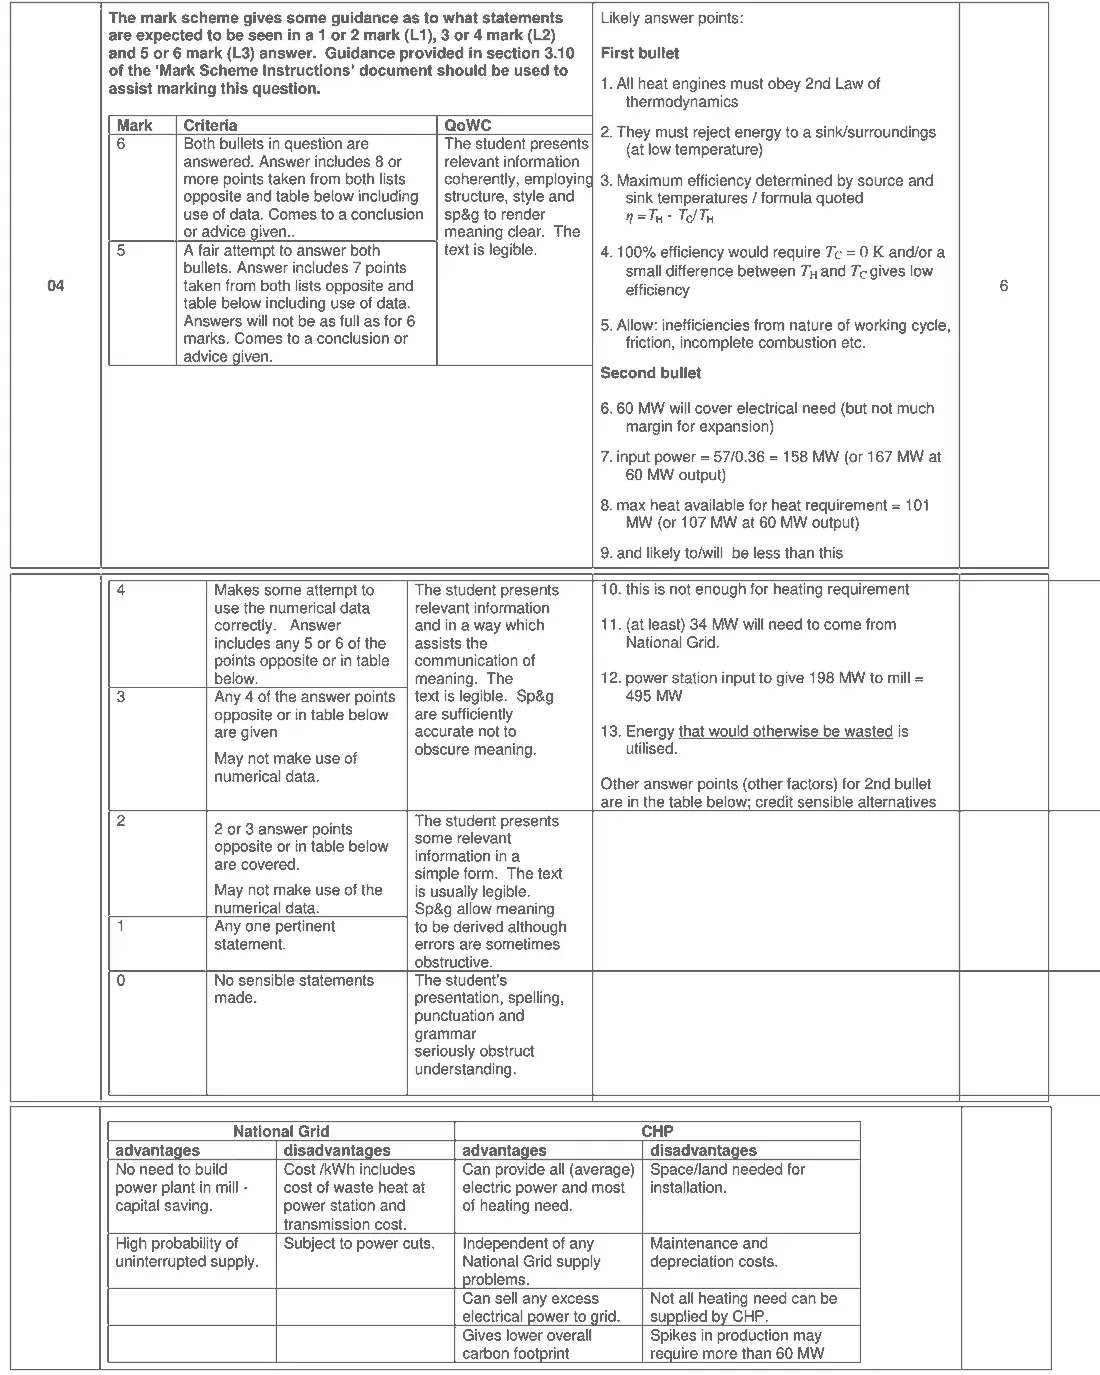 The mark scheme gives some guidance as to what statements
are expected to be seen in a 1 or 2 mark (L1), 3 or 4 mark (L2)
and 5 or 6 mark (L3) answer. Guidance provided in section 3.10
of the 'Mark Scheme Instructions' document should be used to
assist marking this question.
Mark Criteria QoWC
6
Both bullets in question are
answered. Answer includes 8 or
more points taken from both lists
opposite and table below including
use of data. Comes to a conclusion
or advice given..
5
A fair attempt to answer both
bullets. Answer includes 7 points
taken from both lists opposite and
table below including use of data.
Answers will not be as full as for 6
marks. Comes to a conclusion or
advice given.
The student presents
relevant information
coherently, employing
structure, style and
sp&g to render
meaning clear. The
text is legible.
04
Likely answer points:
First bullet
1. All heat engines must obey 2nd Law of
thermodynamics
2. They must reject energy to a sink/surroundings
(at low temperature)
3. Maximum efficiency determined by source and
sink temperatures / formula quoted
η = TH - TC/TH
4. 100% efficiency would require TC = 0 K and/or a
small difference between TH and TC gives low
efficiency
5. Allow: inefficiencies from nature of working cycle,
friction, incomplete combustion etc.
Second bullet
6. 60 MW will cover electrical need (but not much
margin for expansion)
7. input power = 57/0.36 = 158 MW (or 167 MW at
60 MW output)
8. max heat available for heat requirement = 101
MW (or 107 MW at 60 MW output)
9. and likely to/will be less than this
6
4
Makes some attempt to
use the numerical data
correctly. Answer
includes any 5 or 6 of the
points opposite or in table
below.
3
Any 4 of the answer points
opposite or in table below
are given
May not make use of
numerical data.
The student presents
relevant information
and in a way which
assists the
communication of
meaning. The
text is legible. Sp&g
are sufficiently
accurate not to
obscure meaning.
10. this is not enough for heating requirement
11. (at least) 34 MW will need to come from
National Grid.
12. power station input to give 198 MW to mill =
495 MW
13. Energy that would otherwise be wasted is
utilised.
Other answer points (other factors) for 2nd bullet
are in the table below; credit sensible alternatives
2
2 or 3 answer points
opposite or in table below
are covered.
May not make use of the
numerical data.
1
Any one pertinent
statement.
The student presents
some relevant
information in a
simple form. The text
is usually legible.
Sp&g allow meaning
to be derived although
errors are sometimes
obstructive.
0
No sensible statements
made.
The student's
presentation, spelling,
punctuation and
grammar
seriously obstruct
understanding.
National Grid CHP
advantages disadvantages advantages disadvantages
No need to build
power plant in mill -
capital saving.
Cost /kWh includes
cost of waste heat at
power station and
transmission cost.
Can provide all (average)
electric power and most
of heating need.
Space/land needed for
installation.
High probability of
uninterrupted supply.
Subject to power cuts.
Independent of any
National Grid supply
problems.
Maintenance and
depreciation costs.
Can sell any excess
electrical power to grid.
Not all heating need can be
supplied by CHP.
Gives lower overall
carbon footprint
Spikes in production may
require more than 60 MW